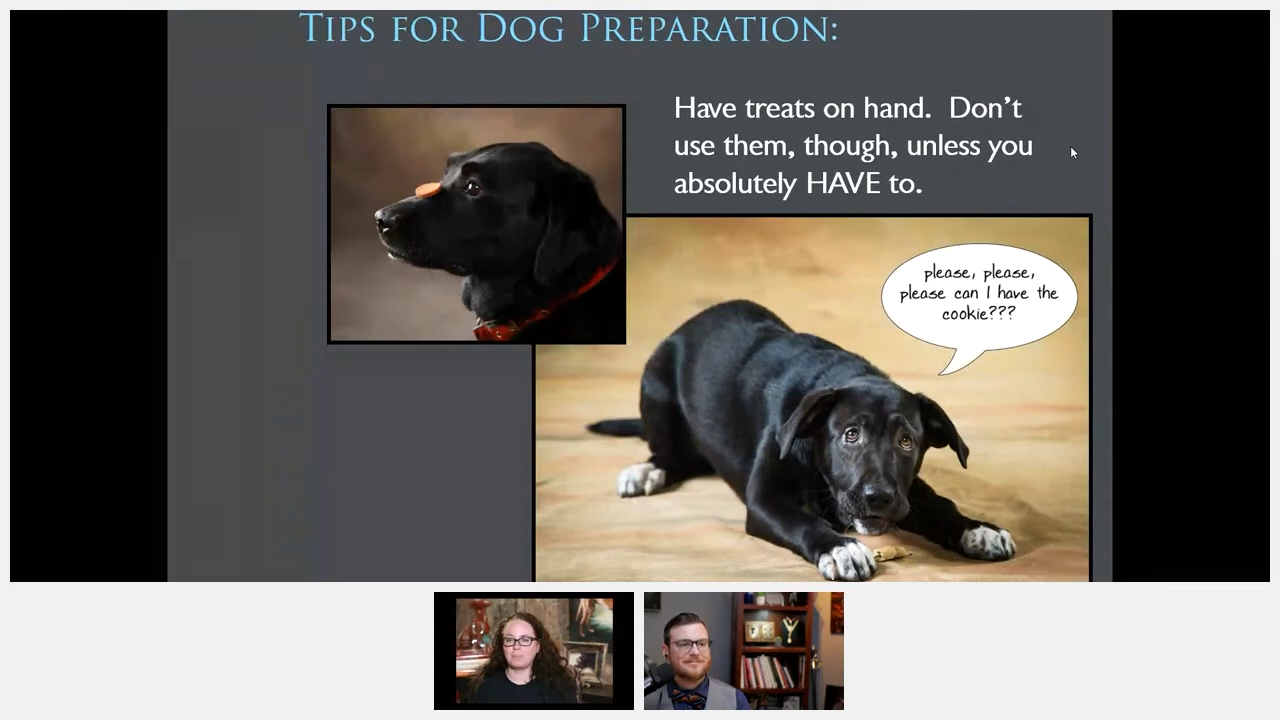 Tips for Dog Preparation:
Have treats on hand.  Don't
use them, though, unless you
absolutely HAVE to.
please, please,
please can I have the
cookie???